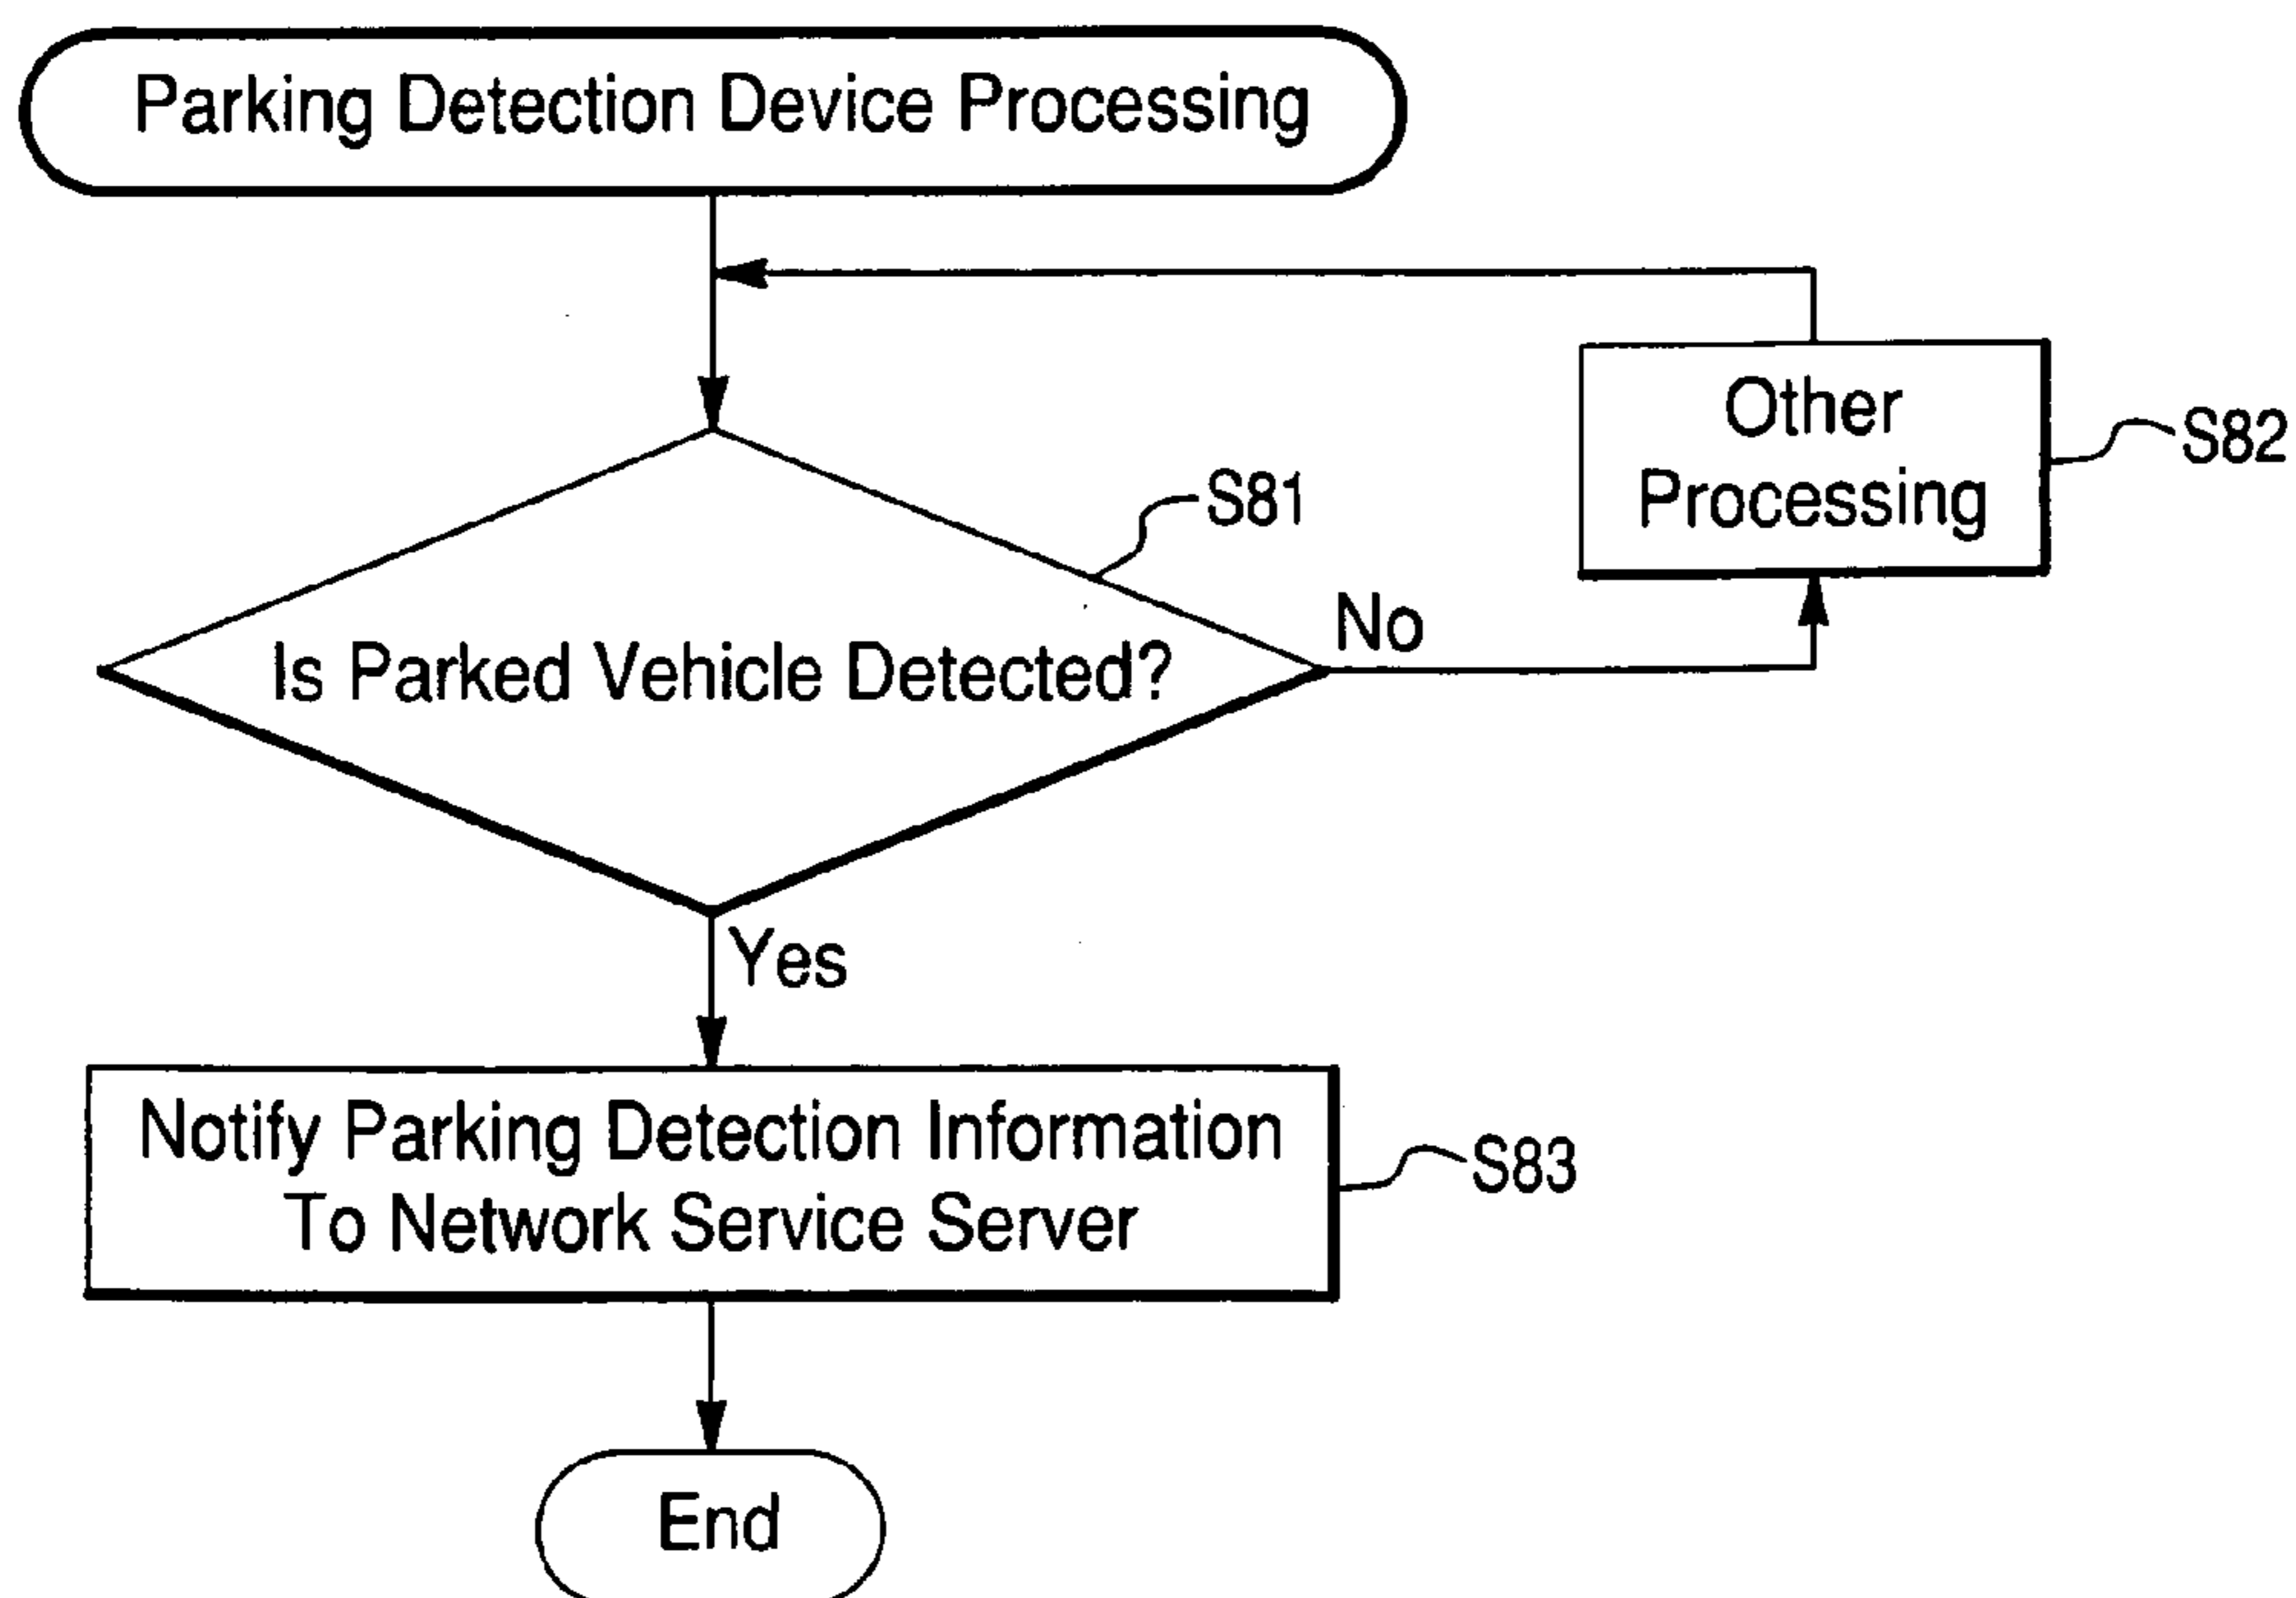 Parking Detection Device Processing
Other
Processing
S82
S81
Is Parked Vehicle Detected?
No
Yes
Notify Parking Detection Information
To Network Service Server
S83
End